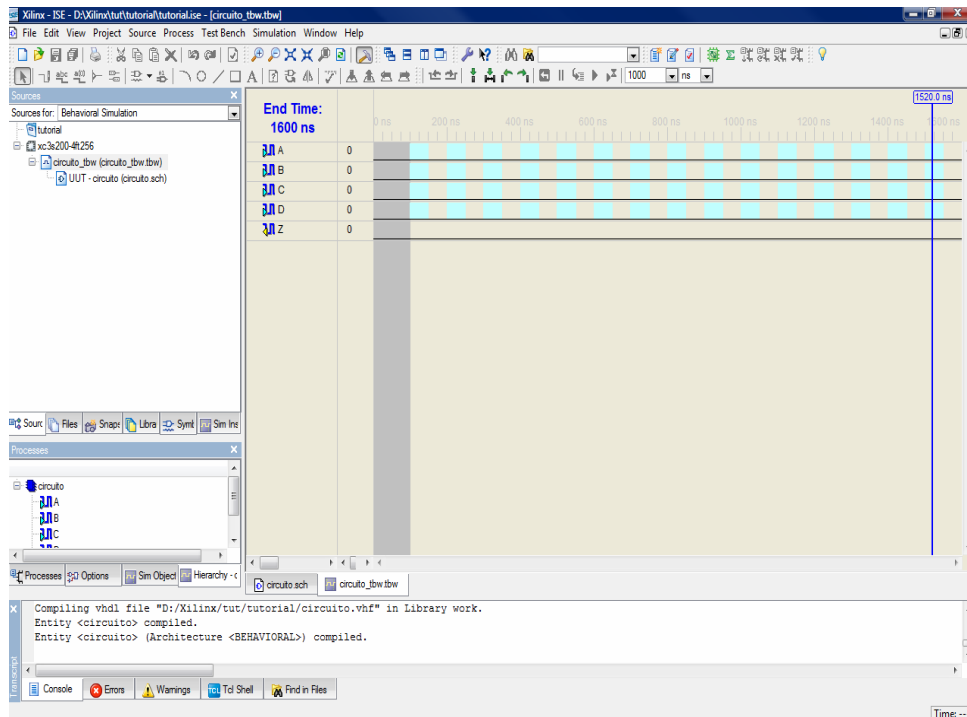 Xilinx - ISE - D:\Xilinx\tut\tutorial\tutorial.ise - [circuito_tbw.tbw]
File Edit View Project Source Process Test Bench Simulation Window Help
1000 ns
Sources
Sources for: Behavioral Simulation
tutorial
xc3s200-4ft256
circuito_tbw (circuito_tbw.tbw)
UUT - circuito (circuito.sch)
Sourc Files Snaps Libra Symb Sim Ins
Processes
circuito
A
B
C
Processes Options Sim Object Hierarchy - c
End Time:
1600 ns
1520.0 ns
0 ns 200 ns 400 ns 600 ns 800 ns 1000 ns 1200 ns 1400 ns 1600 ns
A 0
B 0
C 0
D 0
Z 0
circuito.sch circuito_tbw.tbw
Compiling vhdl file "D:/Xilinx/tut/tutorial/circuito.vhf" in Library work.
Entity <circuito> compiled.
Entity <circuito> (Architecture <BEHAVIORAL>) compiled.
Transcript
Console Errors Warnings Tcl Shell Find in Files
Time: --